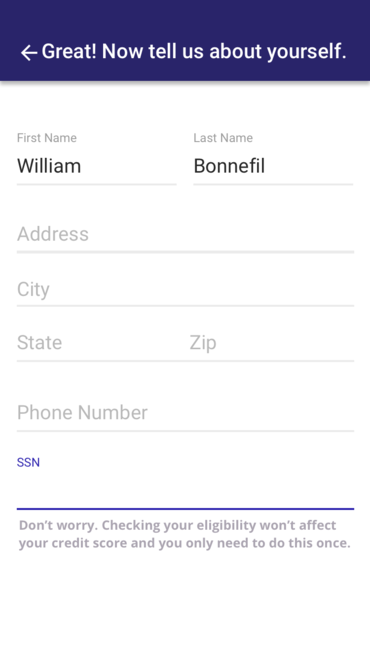 Great! Now tell us about yourself.
First Name Last Name
William Bonnefil
Address
City
State Zip
Phone Number
SSN
Don't worry. Checking your eligibility won't affect
your credit score and you only need to do this once.